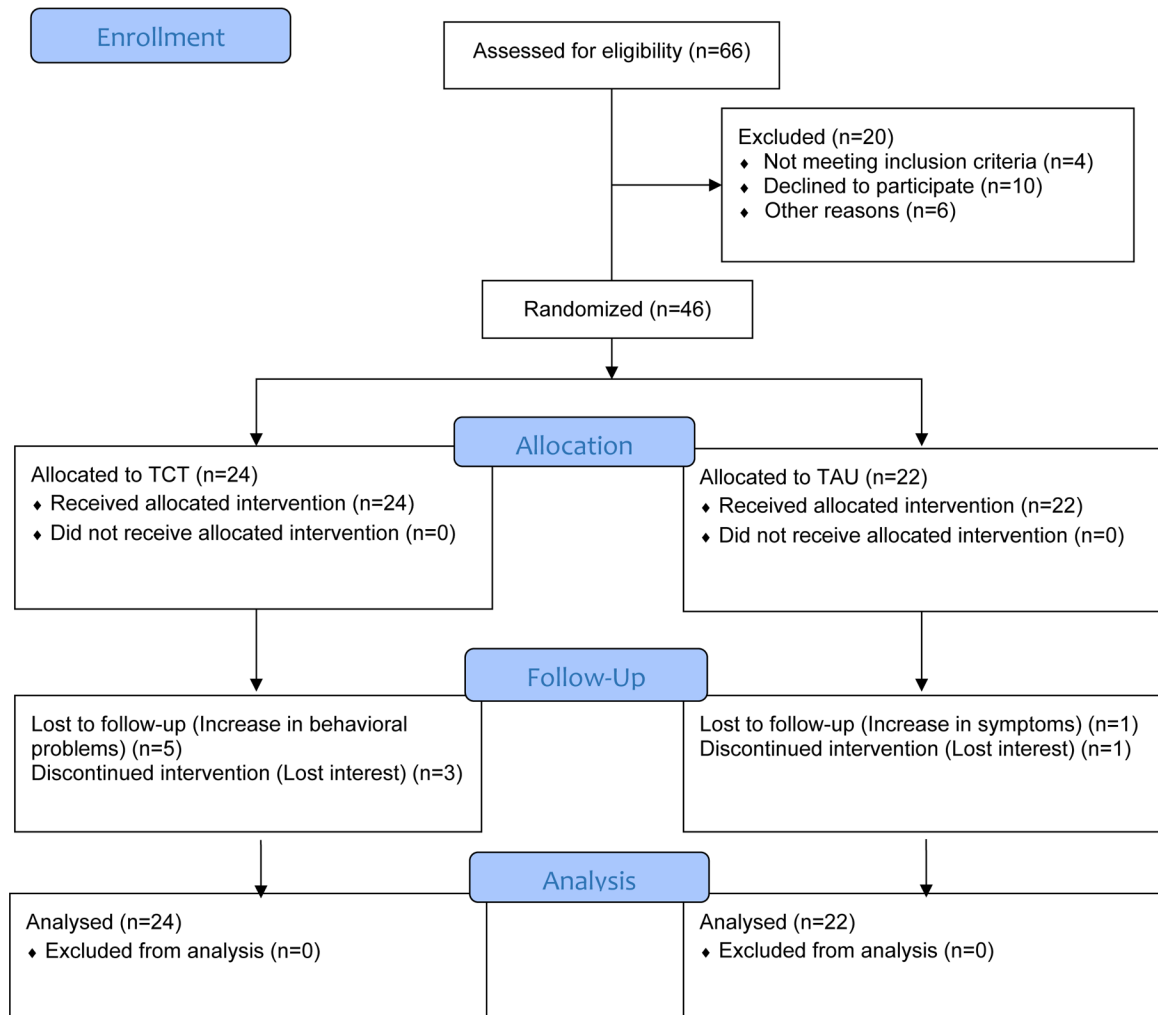 Enrollment
Assessed for eligibility (n=66)
Excluded (n=20)
♦ Not meeting inclusion criteria (n=4)
♦ Declined to participate (n=10)
♦ Other reasons (n=6)
Randomized (n=46)
Allocation
Allocated to TCT (n=24)
♦ Received allocated intervention (n=24)
♦ Did not receive allocated intervention (n=0)
Allocated to TAU (n=22)
♦ Received allocated intervention (n=22)
♦ Did not receive allocated intervention (n=0)
Follow-Up
Lost to follow-up (Increase in behavioral
problems) (n=5)
Discontinued intervention (Lost interest) (n=3)
Lost to follow-up (Increase in symptoms) (n=1)
Discontinued intervention (Lost interest) (n=1)
Analysis
Analysed (n=24)
♦ Excluded from analysis (n=0)
Analysed (n=22)
♦ Excluded from analysis (n=0)